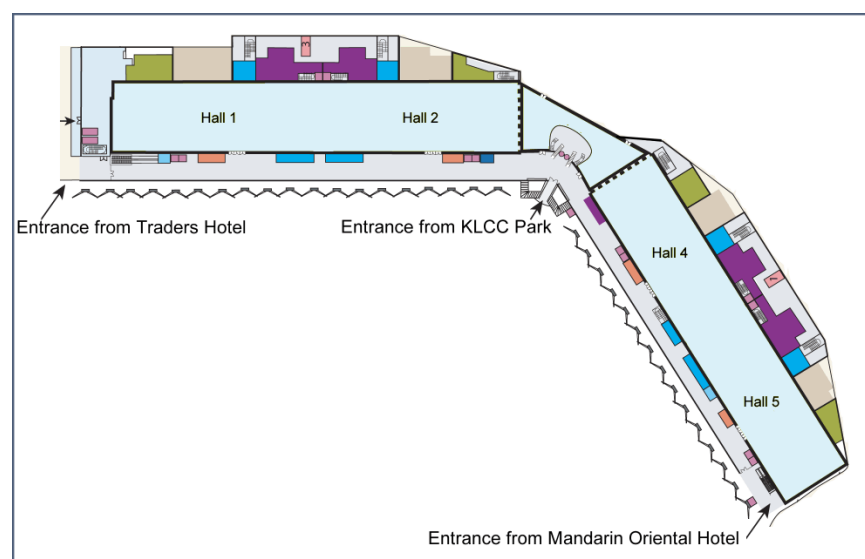 Hall 1
Hall 2
Entrance from Traders Hotel
Entrance from KLCC Park
Hall 4
Hall 5
Entrance from Mandarin Oriental Hotel